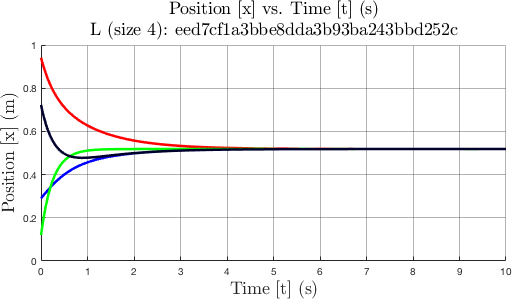 Position [x] vs. Time [t] (s)
L (size 4): eed7cf1a3bbe8dda3b93ba243bbd252c
Position [x] (m)
1
0.8
0.6
0.4
0.2
0
0 1 2 3 4 5 6 7 8 9 10
Time [t] (s)